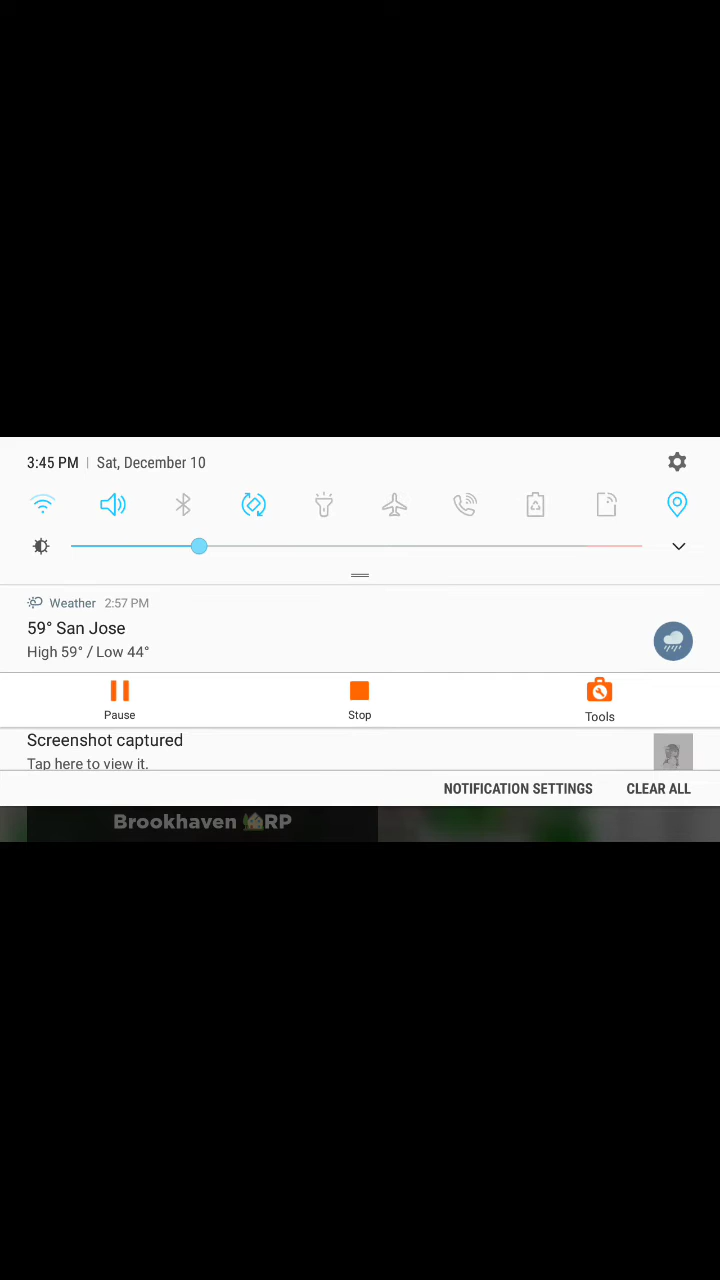 3:45 PM | Sat, December 10
Weather 2:57 PM
59° San Jose
High 59° / Low 44°
Pause Stop Tools
Screenshot captured
Tap here to view it.
NOTIFICATION SETTINGS CLEAR ALL
Brookhaven 🏡RP